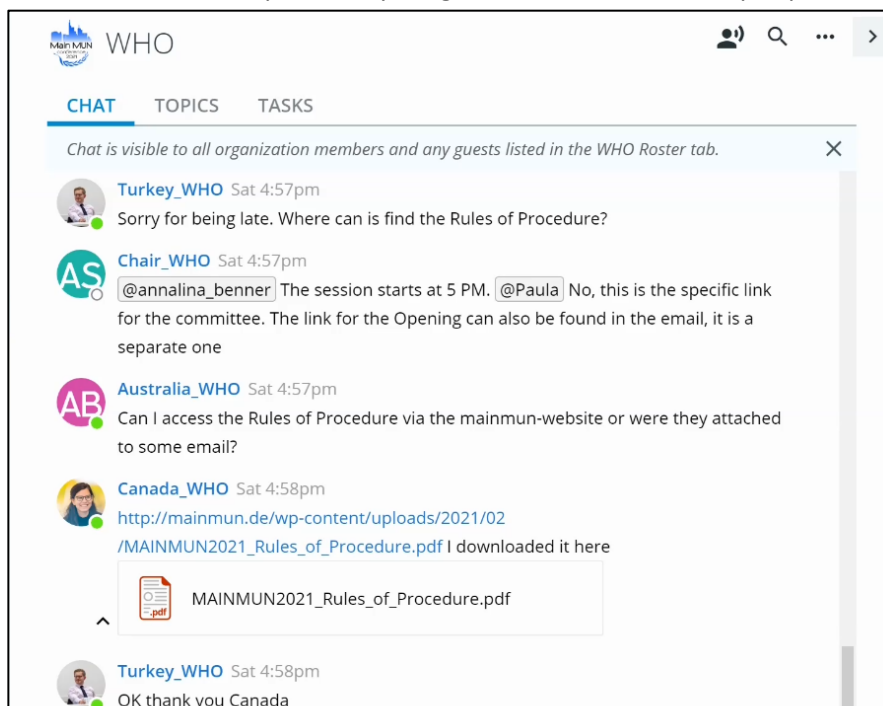 Main MUN
2021
WHO
CHAT TOPICS TASKS
Chat is visible to all organization members and any guests listed in the WHO Roster tab.
Turkey_WHO Sat 4:57pm
Sorry for being late. Where can is find the Rules of Procedure?
AS
Chair_WHO Sat 4:57pm
@annalina_benner The session starts at 5 PM. @Paula No, this is the specific link
for the committee. The link for the Opening can also be found in the email, it is a
separate one
AB
Australia_WHO Sat 4:57pm
Can I access the Rules of Procedure via the mainmun-website or were they attached
to some email?
Canada_WHO Sat 4:58pm
http://mainmun.de/wp-content/uploads/2021/02
/MAINMUN2021_Rules_of_Procedure.pdf I downloaded it here
.pdf
MAINMUN2021_Rules_of_Procedure.pdf
Turkey_WHO Sat 4:58pm
OK thank you Canada